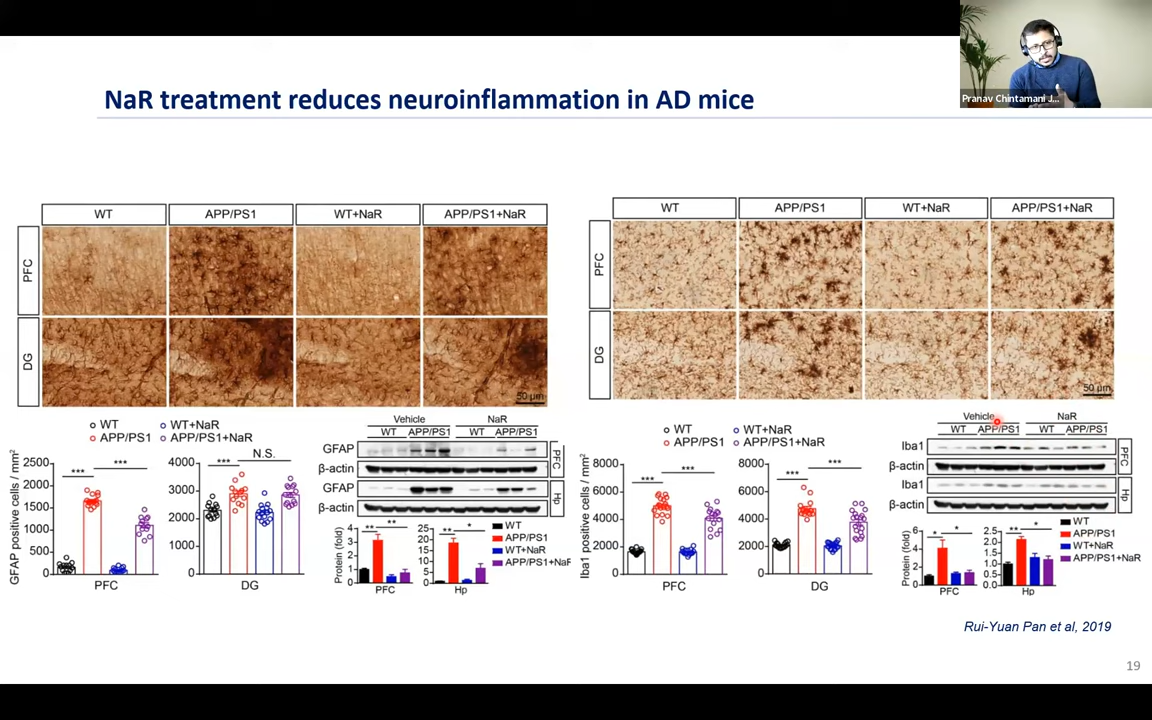 Pranav Chintamani J...
NaR treatment reduces neuroinflammation in AD mice
WT APP/PS1 WT+NaR APP/PS1+NaR
PFC
DG
50 µm
WT WT+NaR
APP/PS1 APP/PS1+NaR
GFAP positive cells / mm²
2500
2000
1500
1000
500
0
*** ***
PFC
4000
3000
2000
1000
0
*** N.S.
DG
Vehicle NaR
WT APP/PS1 WT APP/PS1
GFAP
β-actin
PFC
GFAP
β-actin
Hp
Protein (fold)
4
3
2
1
0
** **
PFC
25
20
15
10
5
0
** *
Hp
WT
APP/PS1
WT+NaR
APP/PS1+NaF
WT APP/PS1 WT+NaR APP/PS1+NaR
PFC
DG
50 µm
WT WT+NaR
APP/PS1 APP/PS1+NaR
Iba1 positive cells / mm²
8000
6000
4000
2000
0
*** ***
PFC
8000
6000
4000
2000
0
*** ***
DG
Vehicle NaR
WT APP/PS1 WT APP/PS1
Iba1
β-actin
PFC
Iba1
β-actin
Hp
Protein (fold)
6
4
2
0
* *
PFC
2.5
2.0
1.5
1.0
0.5
0.0
** *
Hp
WT
APP/PS1
WT+NaR
APP/PS1+NaR
Rui-Yuan Pan et al, 2019
19